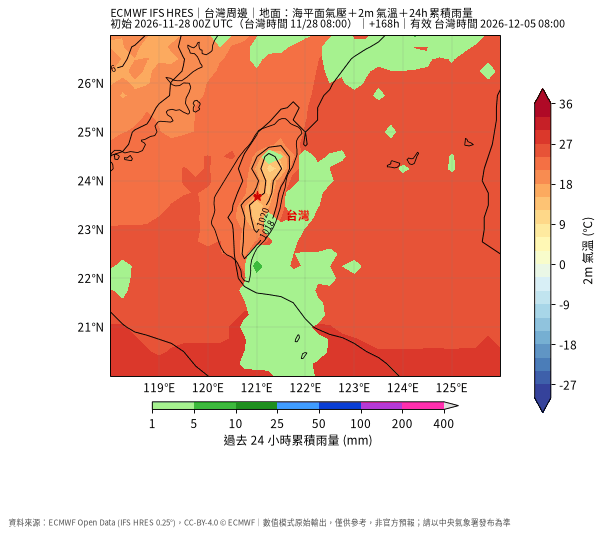 ECMWF IFS HRES｜台灣周邊｜地面：海平面氣壓＋2m 氣溫＋24h 累積雨量
初始 2026-11-28 00Z UTC（台灣時間 11/28 08:00）｜+168h｜有效 台灣時間 2026-12-05 08:00
26°N
25°N
24°N
23°N
22°N
21°N
119°E 120°E 121°E 122°E 123°E 124°E 125°E
6
1020
1018
台灣
36
27
18
9
0
-9
-18
-27
2m 氣溫 (°C)
1 5 10 25 50 100 200 400
過去 24 小時累積雨量 (mm)
資料來源：ECMWF Open Data (IFS HRES 0.25°)，CC-BY-4.0 © ECMWF｜數值模式原始輸出，僅供參考，非官方預報；請以中央氣象署發布為準